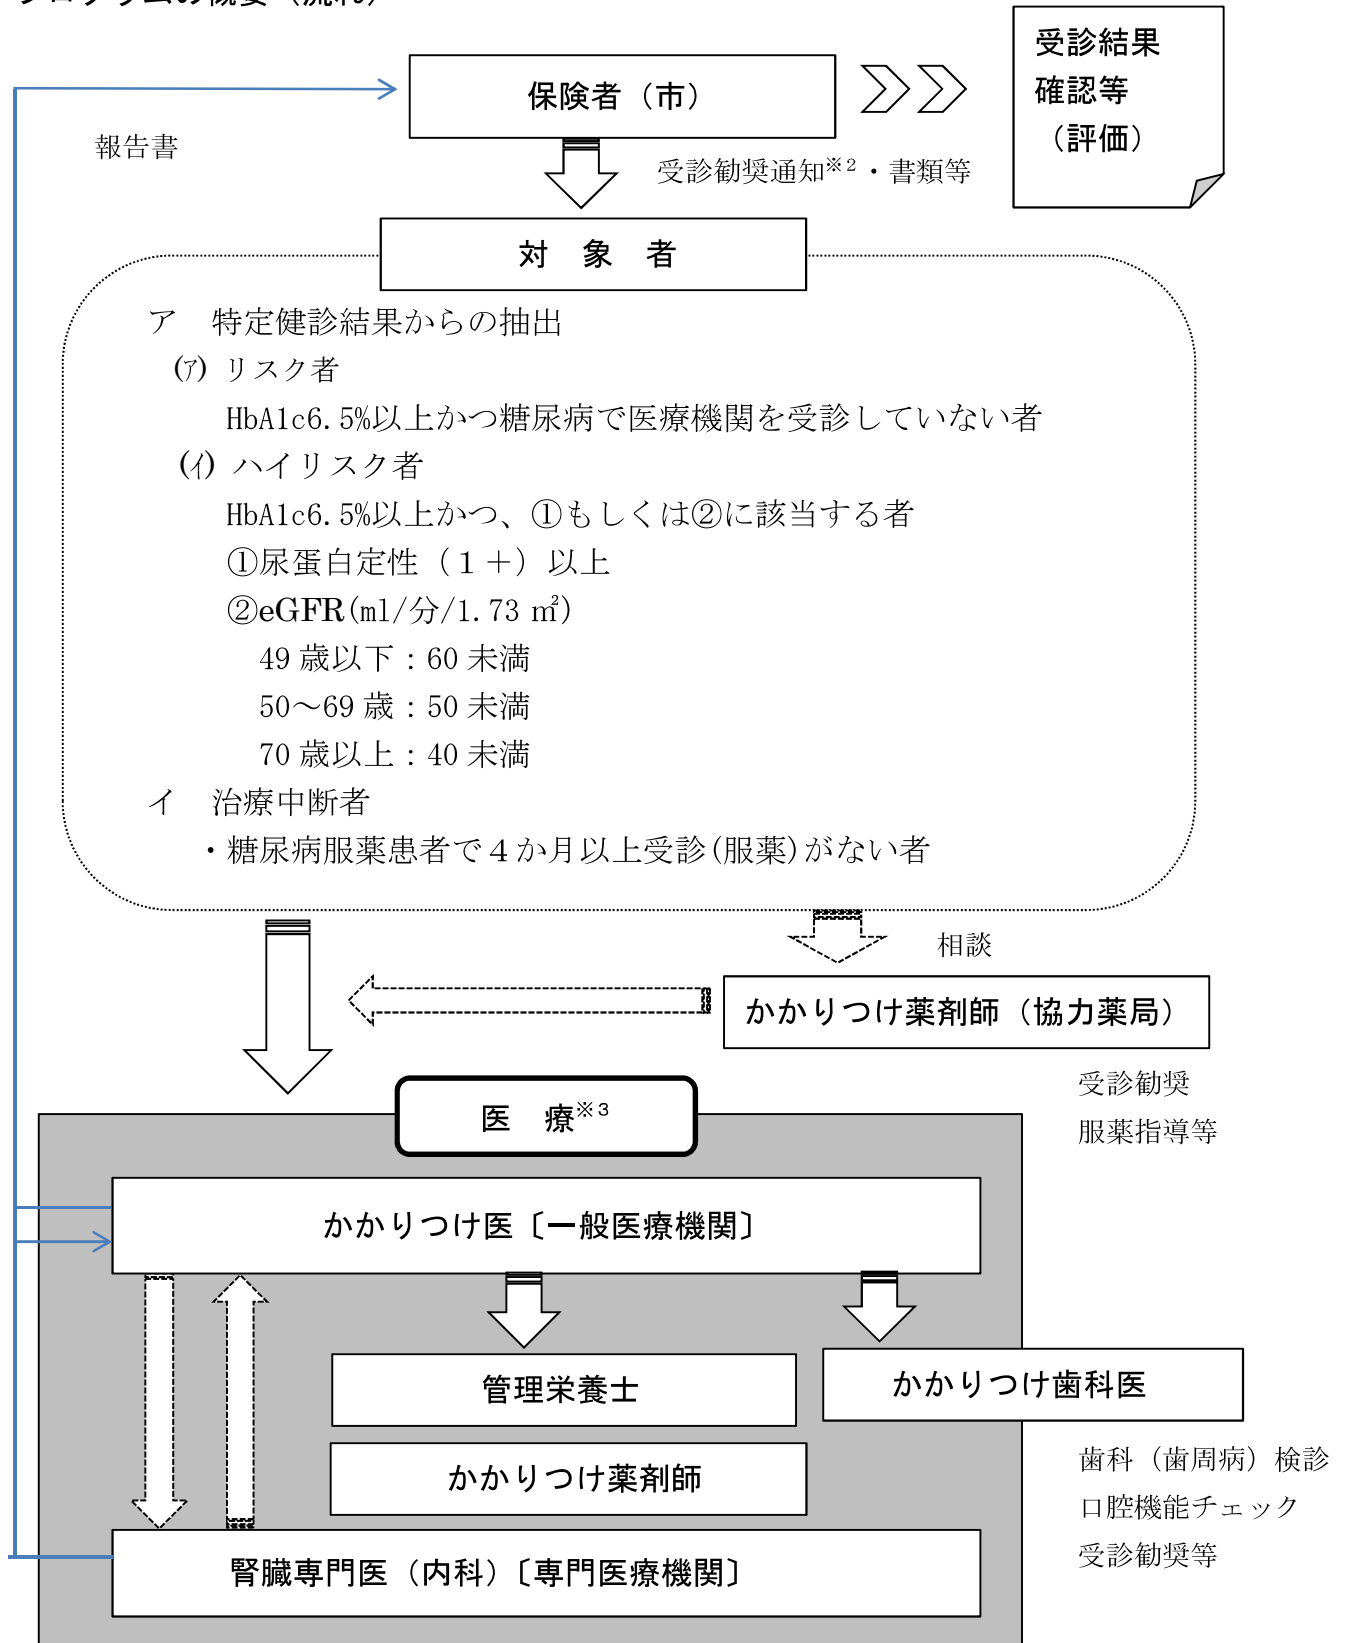 プログラムの概要（流れ）
受診結果
確認等
（評価）
保険者（市）
報告書
受診勧奨通知※2・書類等
対　象　者
ア　特定健診結果からの抽出
(ｱ) リスク者
HbA1c6.5%以上かつ糖尿病で医療機関を受診していない者
(ｲ) ハイリスク者
HbA1c6.5%以上かつ、①もしくは②に該当する者
①尿蛋白定性（１＋）以上
②eGFR(ml/分/1.73 ㎡)
49 歳以下：60 未満
50～69 歳：50 未満
70 歳以上：40 未満
イ　治療中断者
・糖尿病服薬患者で４か月以上受診(服薬)がない者
相談
かかりつけ薬剤師（協力薬局）
受診勧奨
服薬指導等
医　療※3
かかりつけ医〔一般医療機関〕
管理栄養士
かかりつけ歯科医
かかりつけ薬剤師
歯科（歯周病）検診
口腔機能チェック
受診勧奨等
腎臓専門医（内科）〔専門医療機関〕